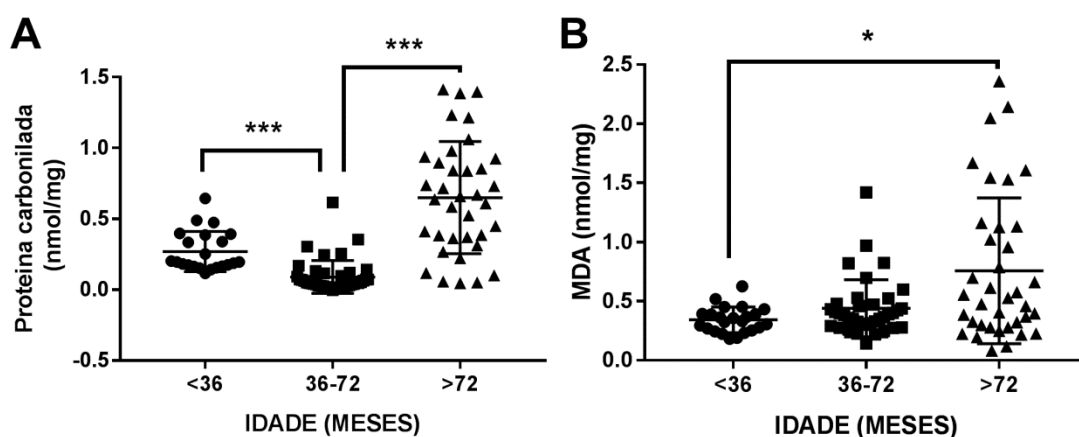 A
Proteina carbonilada
(nmol/mg)
1.5
1.0
0.5
0.0
-0.5
***
***
<36
36-72
>72
IDADE (MESES)
B
MDA (nmol/mg)
2.5
2.0
1.5
1.0
0.5
0.0
*
<36
36-72
>72
IDADE (MESES)